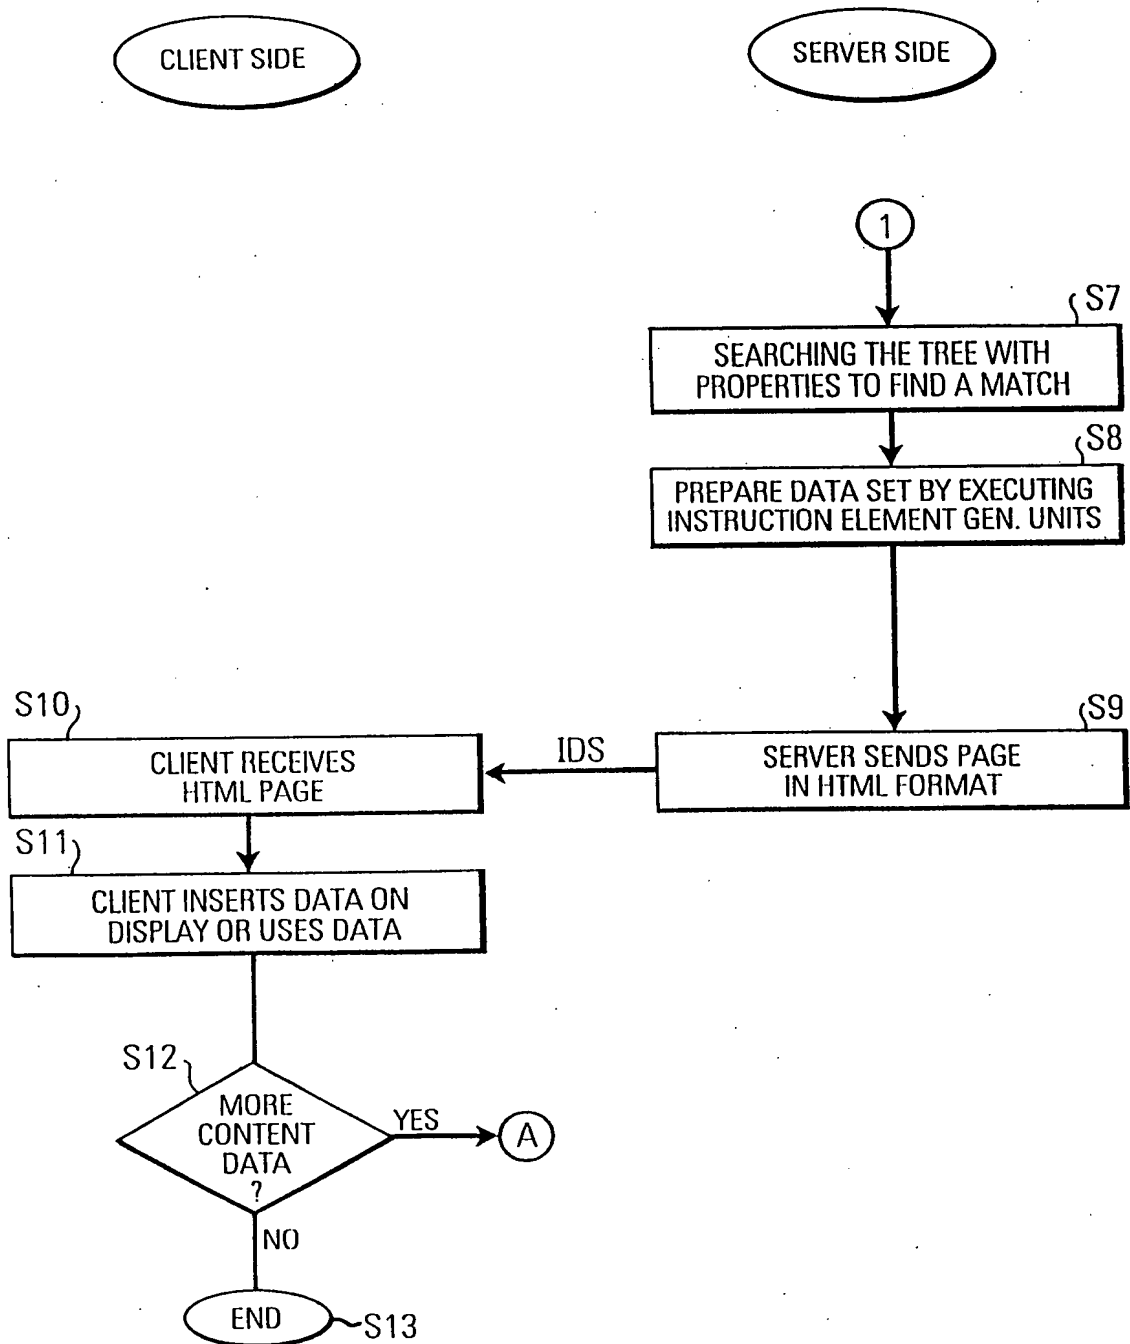 CLIENT SIDE
SERVER SIDE
1
S7
SEARCHING THE TREE WITH
PROPERTIES TO FIND A MATCH
S8
PREPARE DATA SET BY EXECUTING
INSTRUCTION ELEMENT GEN. UNITS
S9
SERVER SENDS PAGE
IN HTML FORMAT
IDS
S10
CLIENT RECEIVES
HTML PAGE
S11
CLIENT INSERTS DATA ON
DISPLAY OR USES DATA
S12
MORE
CONTENT
DATA
?
YES
A
NO
END
S13